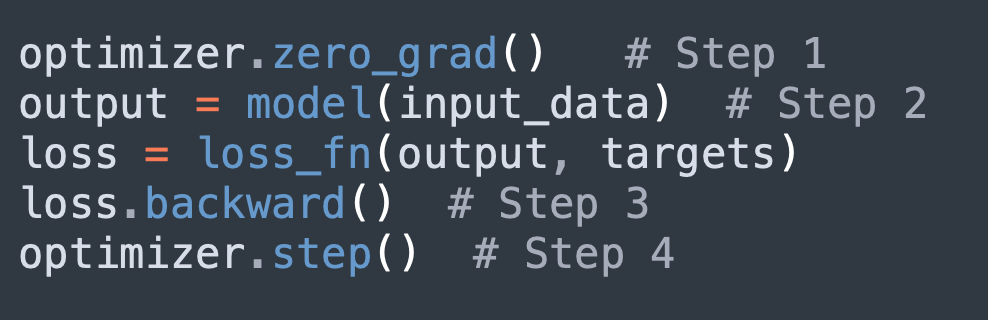 optimizer.zero_grad()   # Step 1
output = model(input_data)  # Step 2
loss = loss_fn(output, targets)
loss.backward()  # Step 3
optimizer.step()  # Step 4